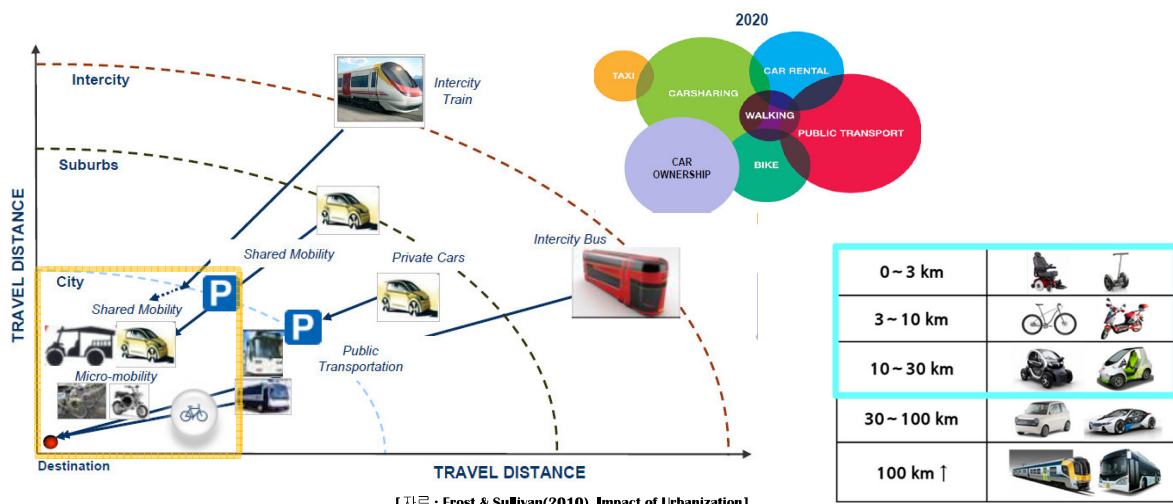 2020
TAXI
CARSHARING
CAR RENTAL
WALKING
PUBLIC TRANSPORT
CAR
OWNERSHIP
BIKE
TRAVEL DISTANCE
Intercity
Intercity
Train
Suburbs
Shared Mobility
Private Cars
Intercity Bus
City
P
Shared Mobility
P
Public
Transportation
Micro-mobility
Destination
TRAVEL DISTANCE
0~3 km
3~10 km
10~30 km
30~100 km
100 km ↑
[ 자료 : Frost & Sullivan(2010), Impact of Urbanization]